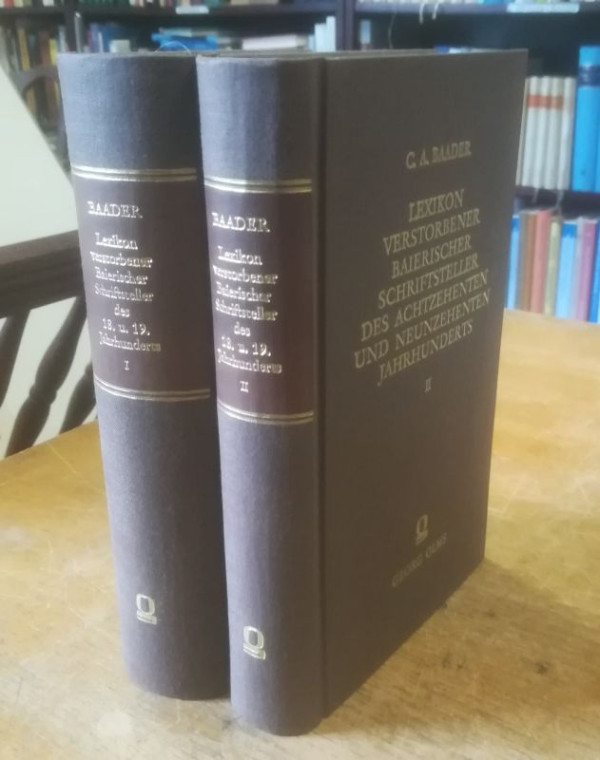 BAADER
Lexikon
verstorbener
Baierischer
Schriftsteller
des
18. u. 19.
Jahrhunderts
I
BAADER
Lexikon
verstorbener
Baierischer
Schriftsteller
des
18. u. 19.
Jahrhunderts
II
C. A. BAADER
LEXIKON
VERSTORBENER
BAIERISCHER
SCHRIFTSTELLER
DES ACHTZEHENTEN
UND NEUNZEHENTEN
JAHRHUNDERTS
II
GEORG OLMS